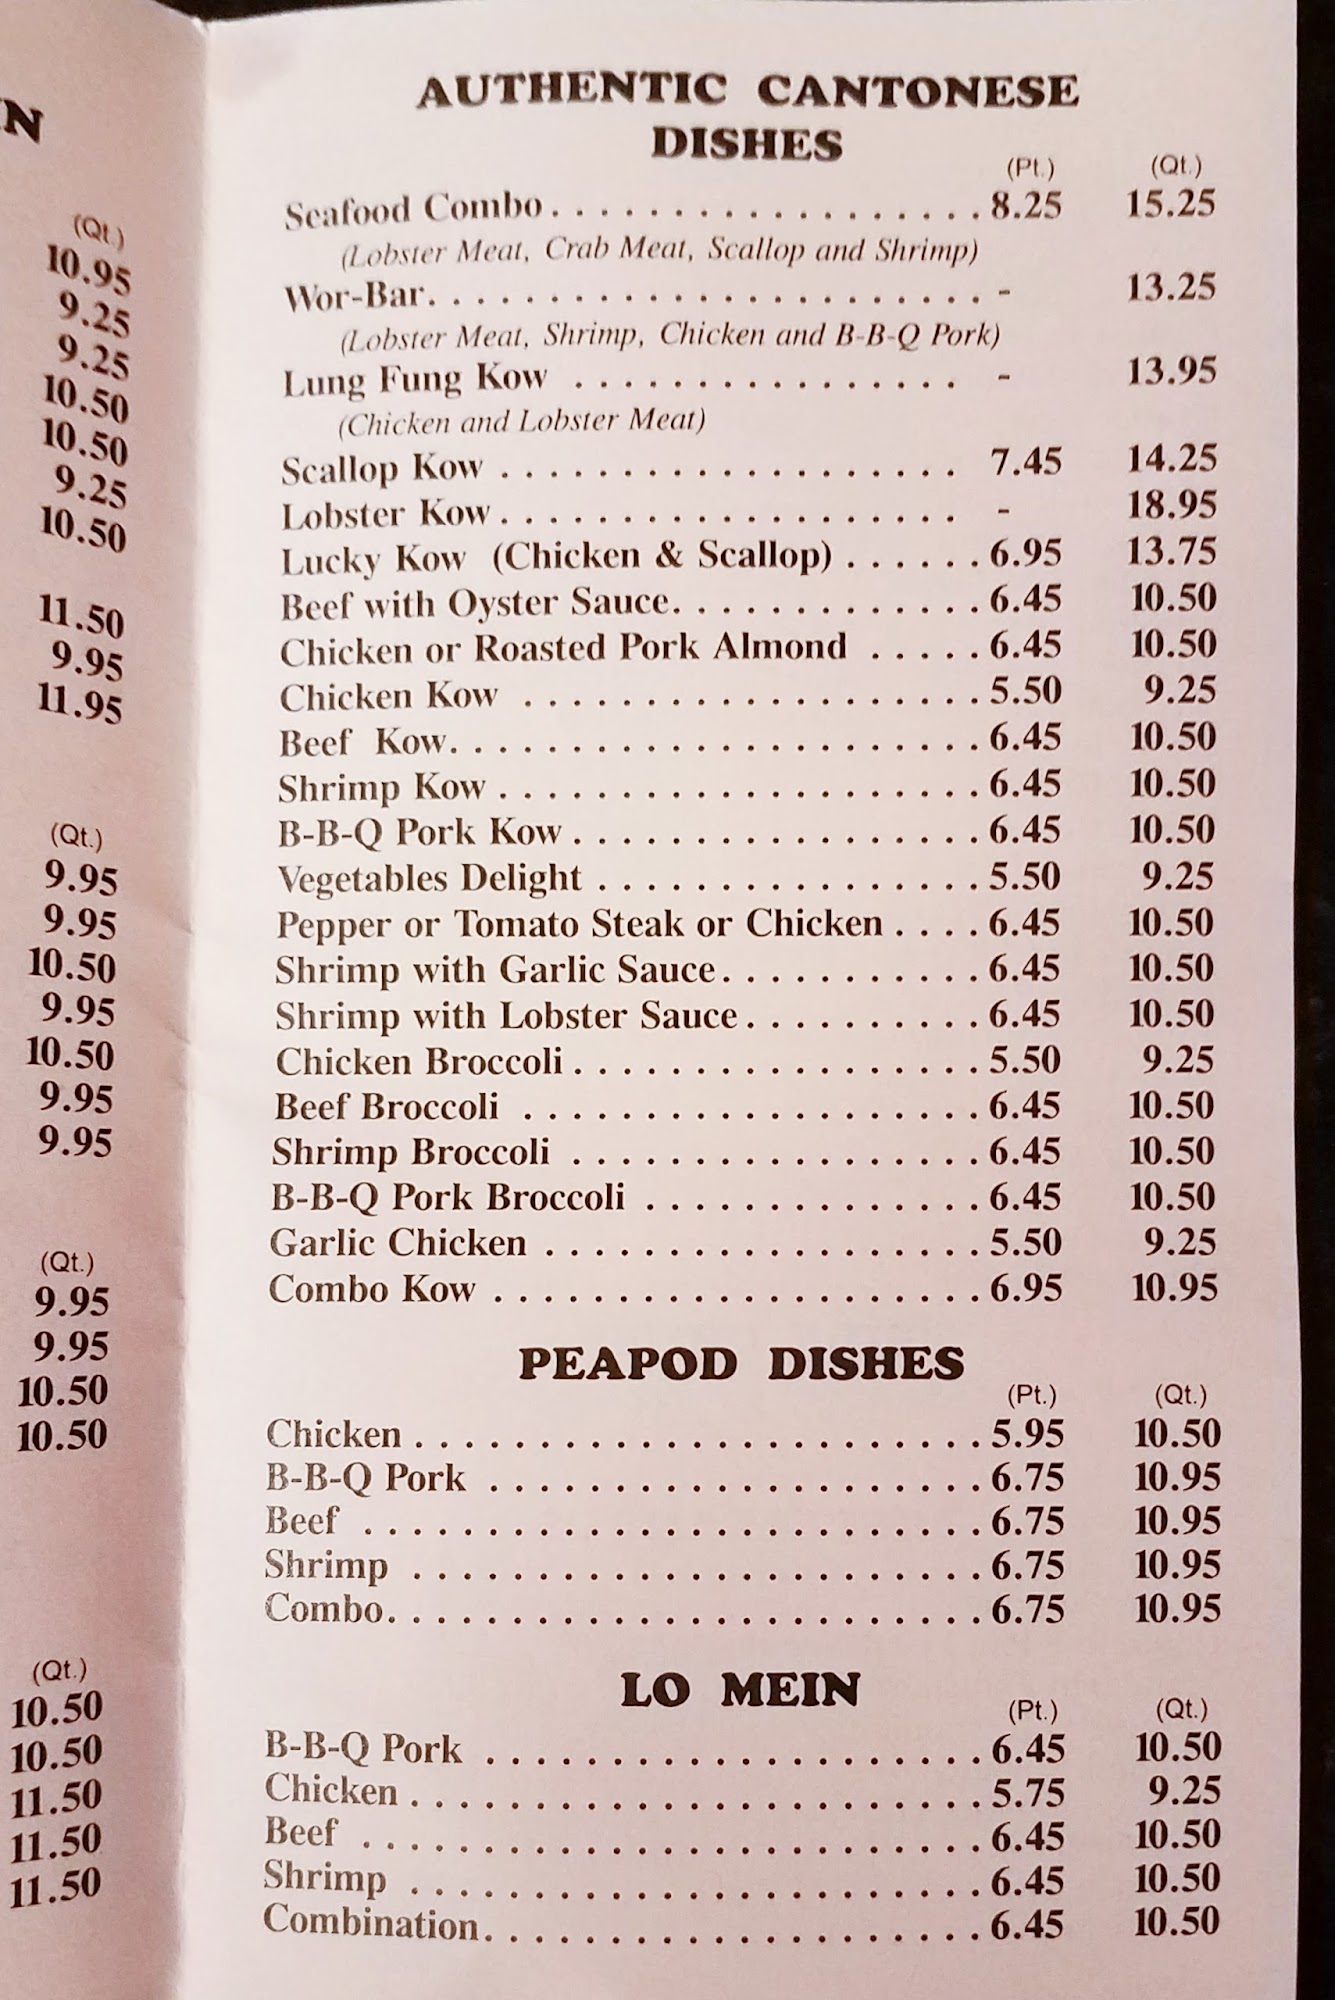 IN
(Qt.)
10.95
9.25
9.25
10.50
10.50
9.25
10.50
11.50
9.95
11.95
(Qt.)
9.95
9.95
10.50
9.95
10.50
9.95
9.95
(Qt.)
9.95
9.95
10.50
10.50
(Qt.)
10.50
10.50
11.50
11.50
11.50
AUTHENTIC CANTONESE
DISHES
(Pt.) (Qt.)
Seafood Combo. . . . . . . . . . . . . . . . . . 8.25 15.25
(Lobster Meat, Crab Meat, Scallop and Shrimp)
Wor-Bar. . . . . . . . . . . . . . . . . . . . . . . - 13.25
(Lobster Meat, Shrimp, Chicken and B-B-Q Pork)
Lung Fung Kow . . . . . . . . . . . . . . . . - 13.95
(Chicken and Lobster Meat)
Scallop Kow . . . . . . . . . . . . . . . . . . . 7.45 14.25
Lobster Kow . . . . . . . . . . . . . . . . . . . - 18.95
Lucky Kow (Chicken & Scallop) . . . . . . 6.95 13.75
Beef with Oyster Sauce. . . . . . . . . . . . . 6.45 10.50
Chicken or Roasted Pork Almond . . . . . 6.45 10.50
Chicken Kow . . . . . . . . . . . . . . . . . . . 5.50 9.25
Beef Kow. . . . . . . . . . . . . . . . . . . . . . 6.45 10.50
Shrimp Kow . . . . . . . . . . . . . . . . . . . . 6.45 10.50
B-B-Q Pork Kow . . . . . . . . . . . . . . . . . 6.45 10.50
Vegetables Delight . . . . . . . . . . . . . . . . 5.50 9.25
Pepper or Tomato Steak or Chicken . . . . 6.45 10.50
Shrimp with Garlic Sauce. . . . . . . . . . . 6.45 10.50
Shrimp with Lobster Sauce . . . . . . . . . . 6.45 10.50
Chicken Broccoli . . . . . . . . . . . . . . . . . 5.50 9.25
Beef Broccoli . . . . . . . . . . . . . . . . . . . 6.45 10.50
Shrimp Broccoli . . . . . . . . . . . . . . . . . 6.45 10.50
B-B-Q Pork Broccoli . . . . . . . . . . . . . . 6.45 10.50
Garlic Chicken . . . . . . . . . . . . . . . . . . 5.50 9.25
Combo Kow . . . . . . . . . . . . . . . . . . . . 6.95 10.95
PEAPOD DISHES
(Pt.) (Qt.)
Chicken . . . . . . . . . . . . . . . . . . . . . . . 5.95 10.50
B-B-Q Pork . . . . . . . . . . . . . . . . . . . . 6.75 10.95
Beef . . . . . . . . . . . . . . . . . . . . . . . . . 6.75 10.95
Shrimp . . . . . . . . . . . . . . . . . . . . . . . 6.75 10.95
Combo. . . . . . . . . . . . . . . . . . . . . . . . 6.75 10.95
LO MEIN
(Pt.) (Qt.)
B-B-Q Pork . . . . . . . . . . . . . . . . . . . . 6.45 10.50
Chicken . . . . . . . . . . . . . . . . . . . . . . . 5.75 9.25
Beef . . . . . . . . . . . . . . . . . . . . . . . . . 6.45 10.50
Shrimp . . . . . . . . . . . . . . . . . . . . . . . 6.45 10.50
Combination. . . . . . . . . . . . . . . . . . . . 6.45 10.50